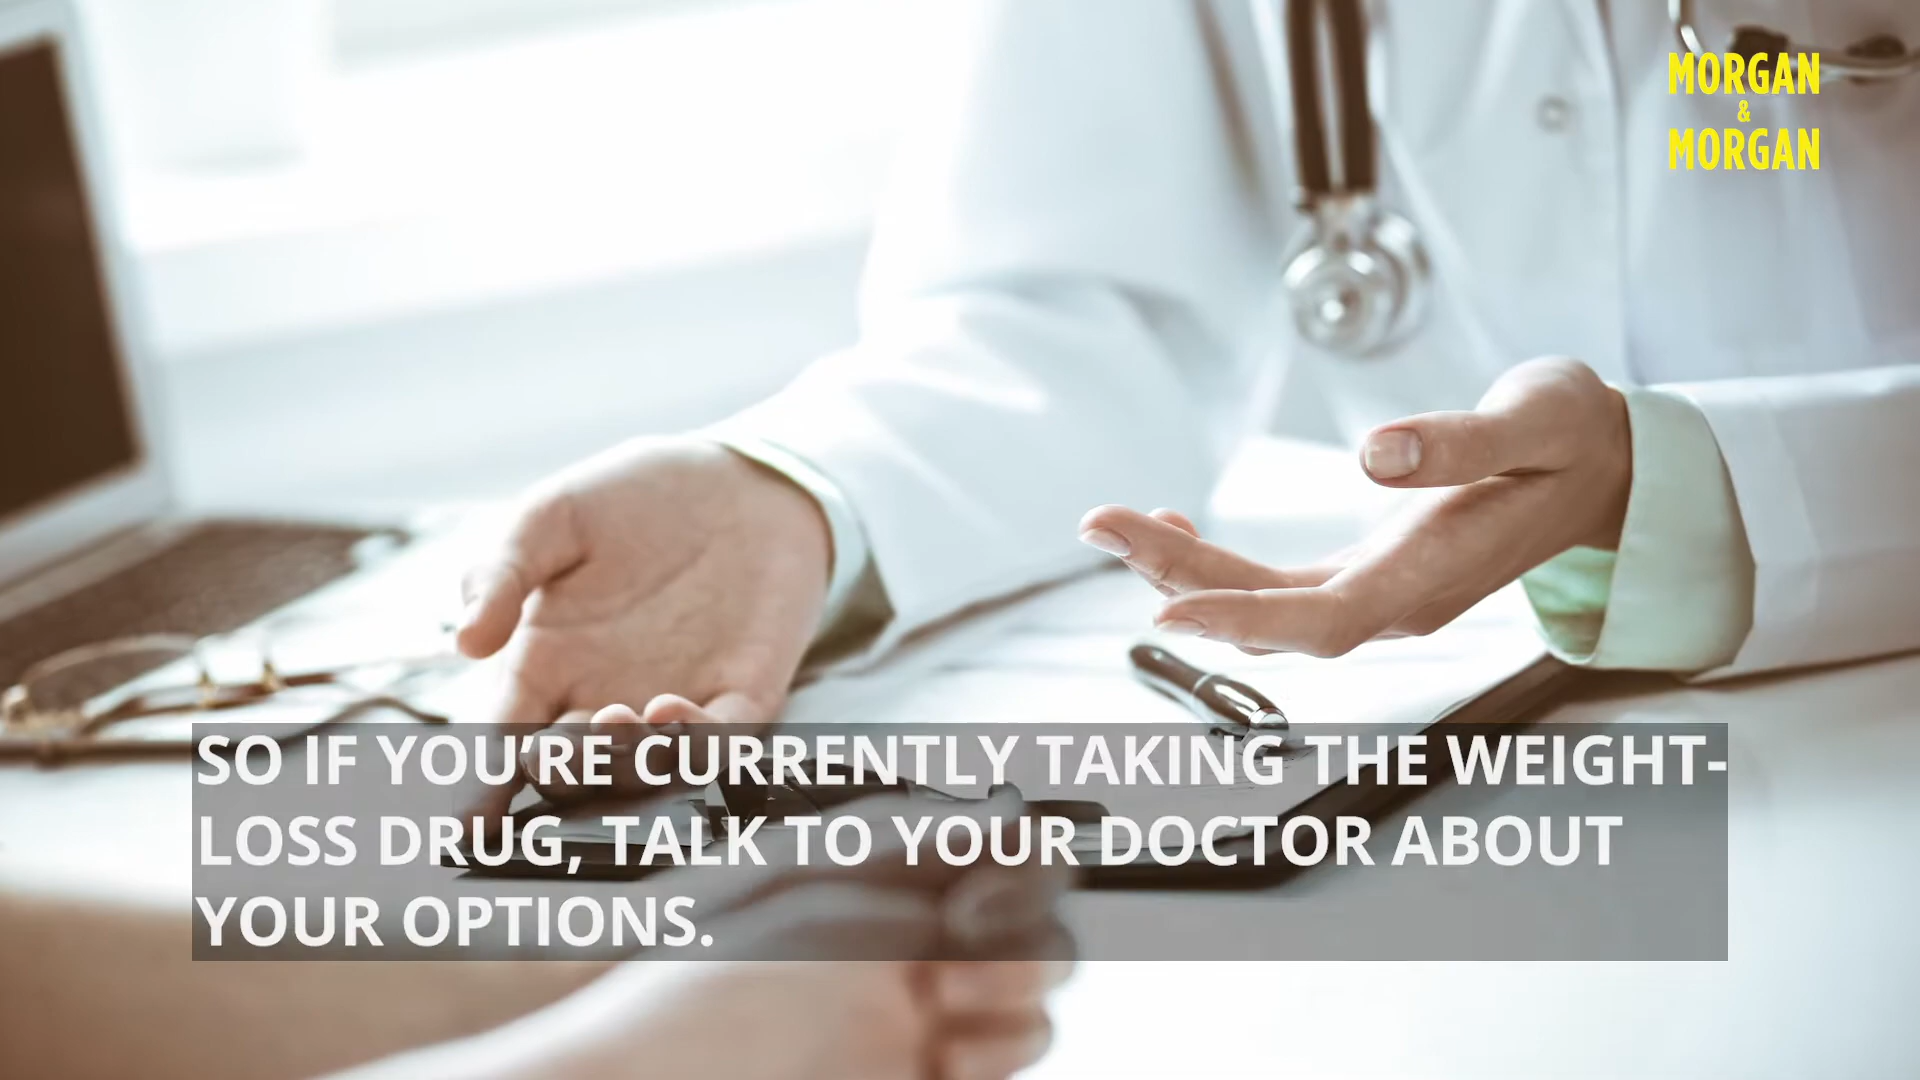 MORGAN
&
MORGAN
SO IF YOU’RE CURRENTLY TAKING THE WEIGHT-
LOSS DRUG, TALK TO YOUR DOCTOR ABOUT
YOUR OPTIONS.